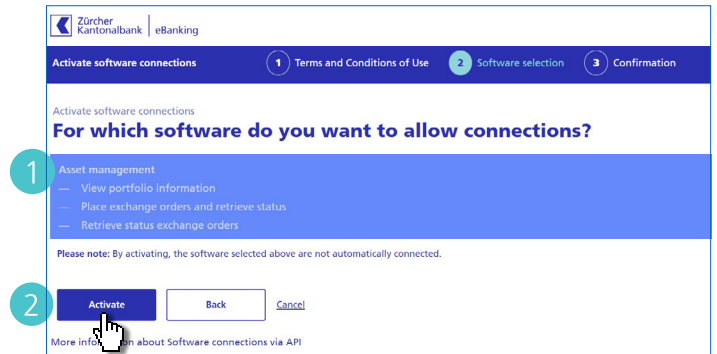 Zürcher
Kantonalbank
eBanking
Activate software connections
1 Terms and Conditions of Use
2 Software selection
3 Confirmation
Activate software connections
For which software do you want to allow connections?
1
Asset management
— View portfolio information
— Place exchange orders and retrieve status
— Retrieve status exchange orders
Please note: By activating, the software selected above are not automatically connected.
2
Activate
Back
Cancel
More about Software connections via API